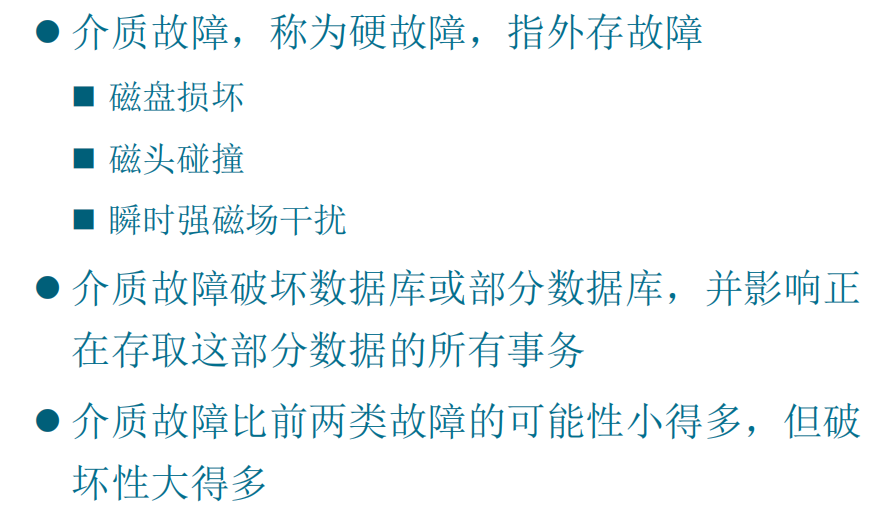 介质故障，称为硬故障，指外存故障
磁盘损坏
磁头碰撞
瞬时强磁场干扰
介质故障破坏数据库或部分数据库，并影响正
在存取这部分数据的所有事务
介质故障比前两类故障的可能性小得多，但破
坏性大得多